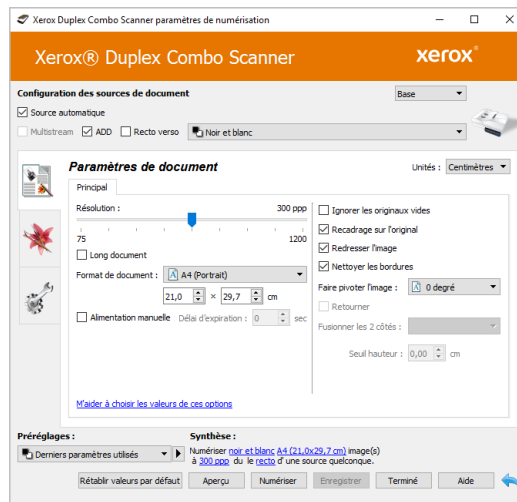 Xerox Duplex Combo Scanner paramètres de numérisation
Xerox® Duplex Combo Scanner
xerox®
Configuration des sources de document
Base
Source automatique
Multistream ADD Recto verso Noir et blanc
Paramètres de document
Unités : Centimètres
Principal
Résolution : 300 ppp
75 1200
Long document
Format de document : A4 (Portrait)
21,0 × 29,7 cm
Alimentation manuelle Délai d'expiration : 0 sec
Ignorer les originaux vides
Recadrage sur l'original
Redresser l'image
Nettoyer les bordures
Faire pivoter l'image : 0 degré
Retourner
Fusionner les 2 côtés :
Seuil hauteur : 0,00 cm
M'aider à choisir les valeurs de ces options
Préréglages :
Derniers paramètres utilisés
Synthèse :
Numériser noir et blanc A4 (21,0x29,7 cm) image(s)
à 300 ppp du le recto d' une source quelconque.
Rétablir valeurs par défaut Aperçu Numériser Enregistrer Terminé Aide